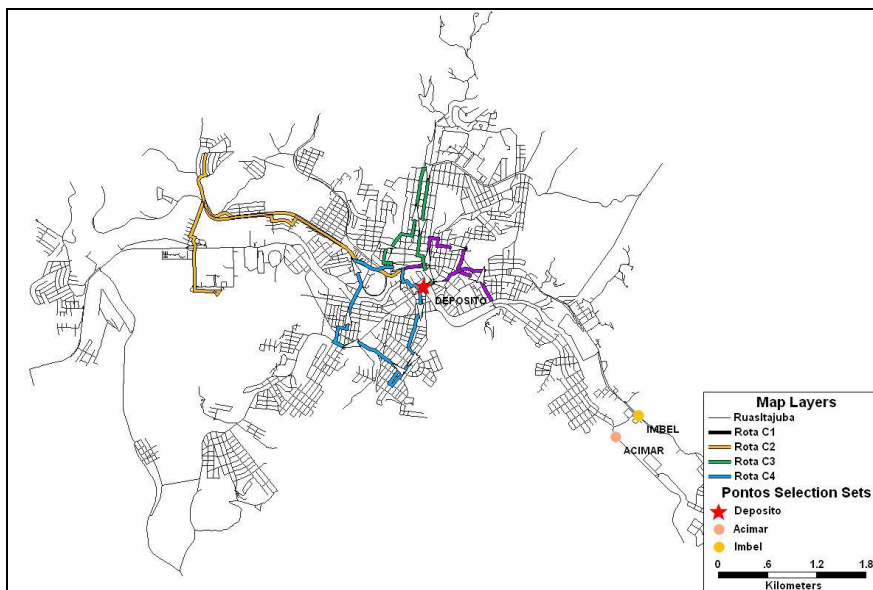 DEPOSITO
IMBEL
ACIMAR
Map Layers
RuasItajuba
Rota C1
Rota C2
Rota C3
Rota C4
Pontos Selection Sets
Deposito
Acimar
Imbel
0 .6 1.2 1.8
Kilometers